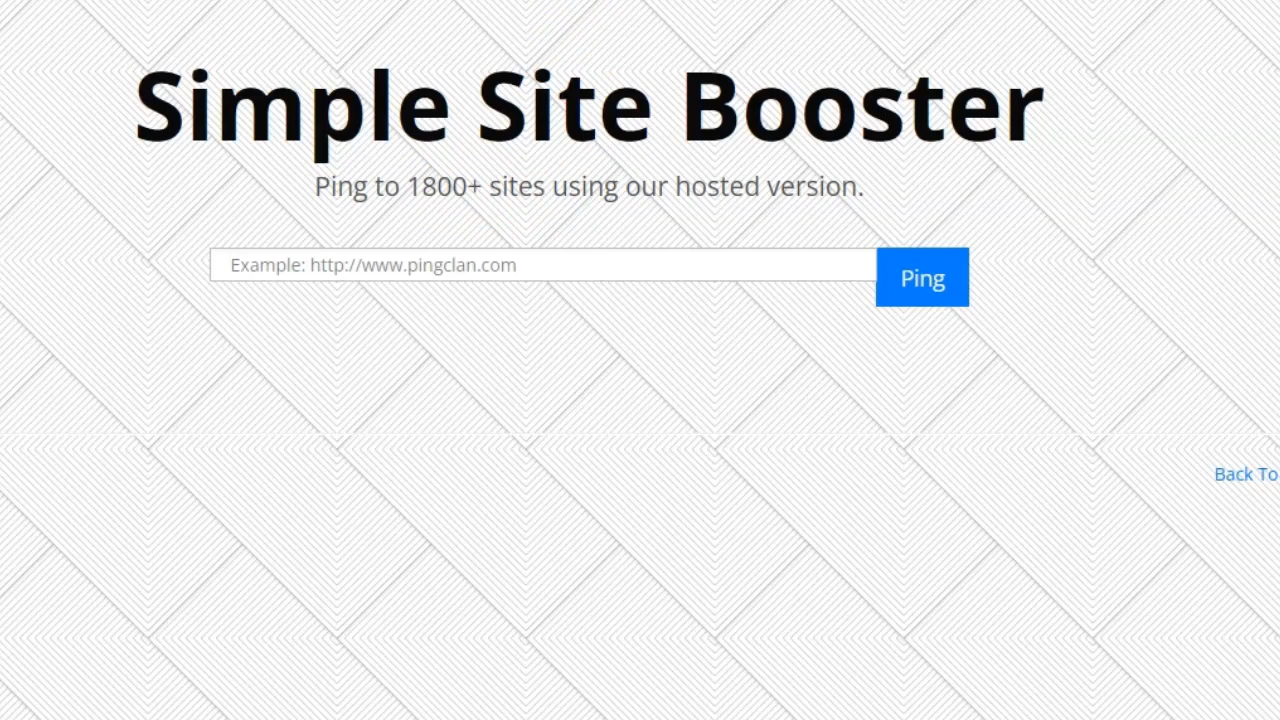 Simple Site Booster
Ping to 1800+ sites using our hosted version.
Example: http://www.pingclan.com
Ping
Back To